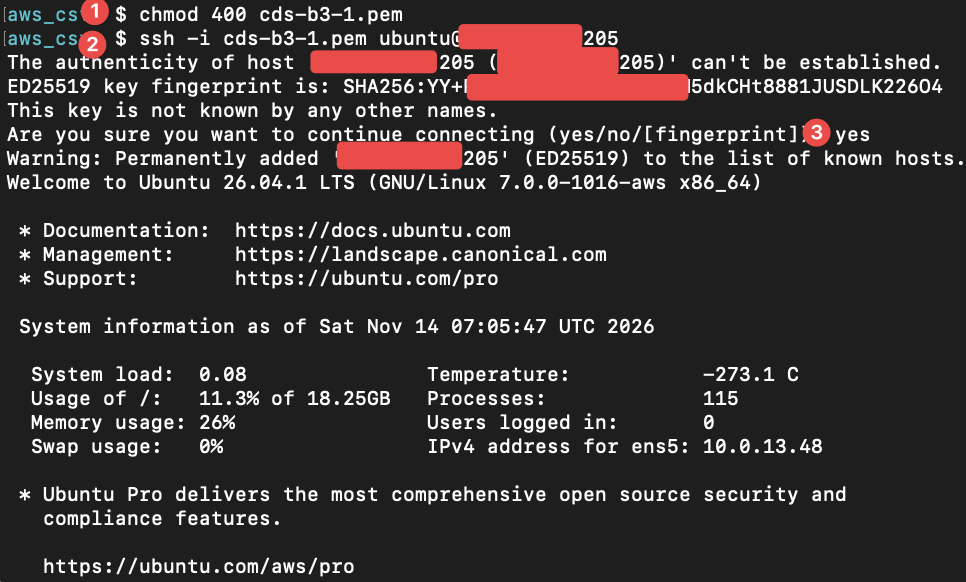 [aws_cs 1 $ chmod 400 cds-b3-1.pem
[aws_cs 2 $ ssh -i cds-b3-1.pem ubuntu@ 205
The authenticity of host 205 ( 205)' can't be established.
ED25519 key fingerprint is: SHA256:YY+ 5dkCHt8881JUSDLK226O4
This key is not known by any other names.
Are you sure you want to continue connecting (yes/no/[fingerprint]) 3 yes
Warning: Permanently added ' 205' (ED25519) to the list of known hosts.
Welcome to Ubuntu 26.04.1 LTS (GNU/Linux 7.0.0-1016-aws x86_64)
* Documentation: https://docs.ubuntu.com
* Management: https://landscape.canonical.com
* Support: https://ubuntu.com/pro
System information as of Sat Nov 14 07:05:47 UTC 2026
System load: 0.08 Temperature: -273.1 C
Usage of /: 11.3% of 18.25GB Processes: 115
Memory usage: 26% Users logged in: 0
Swap usage: 0% IPv4 address for ens5: 10.0.13.48
* Ubuntu Pro delivers the most comprehensive open source security and
compliance features.
https://ubuntu.com/aws/pro